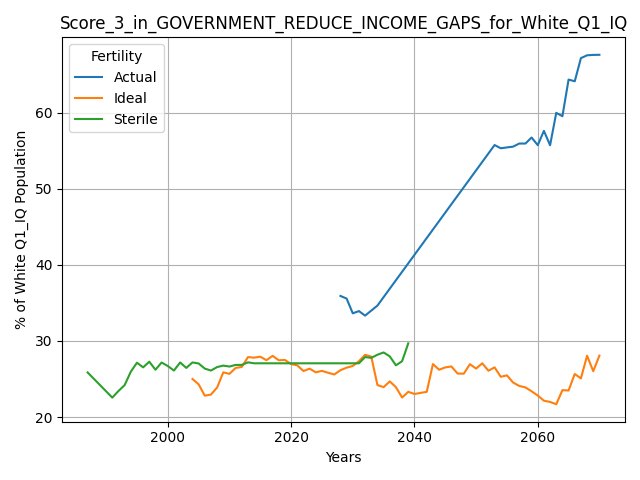 Score_3_in_GOVERNMENT_REDUCE_INCOME_GAPS_for_White_Q1_IQ
Fertility
Actual
Ideal
Sterile
% of White Q1_IQ Population
60
50
40
30
20
2000
2020
2040
2060
Years